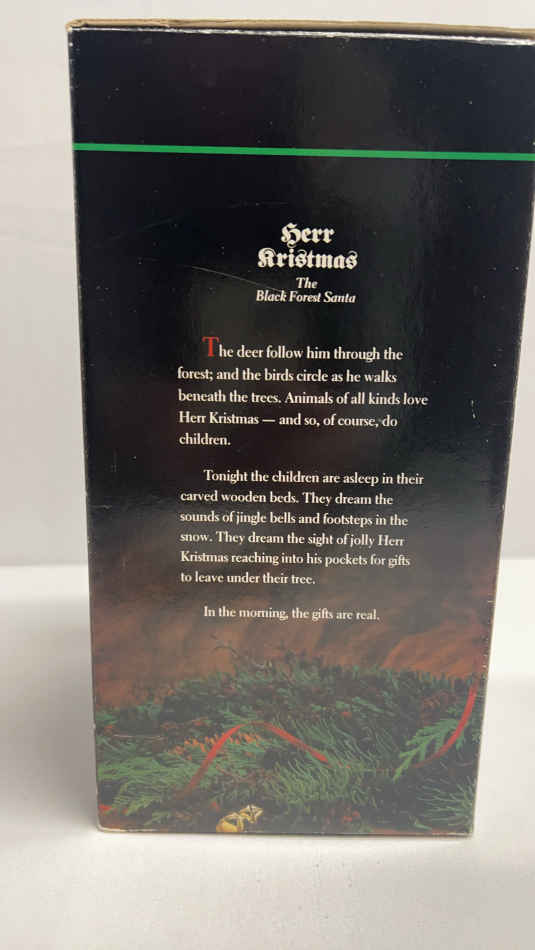 Herr
Kristmas
The
Black Forest Santa
The deer follow him through the
forest; and the birds circle as he walks
beneath the trees. Animals of all kinds love
Herr Kristmas — and so, of course, do
children.
Tonight the children are asleep in their
carved wooden beds. They dream the
sounds of jingle bells and footsteps in the
snow. They dream the sight of jolly Herr
Kristmas reaching into his pockets for gifts
to leave under their tree.
In the morning, the gifts are real.